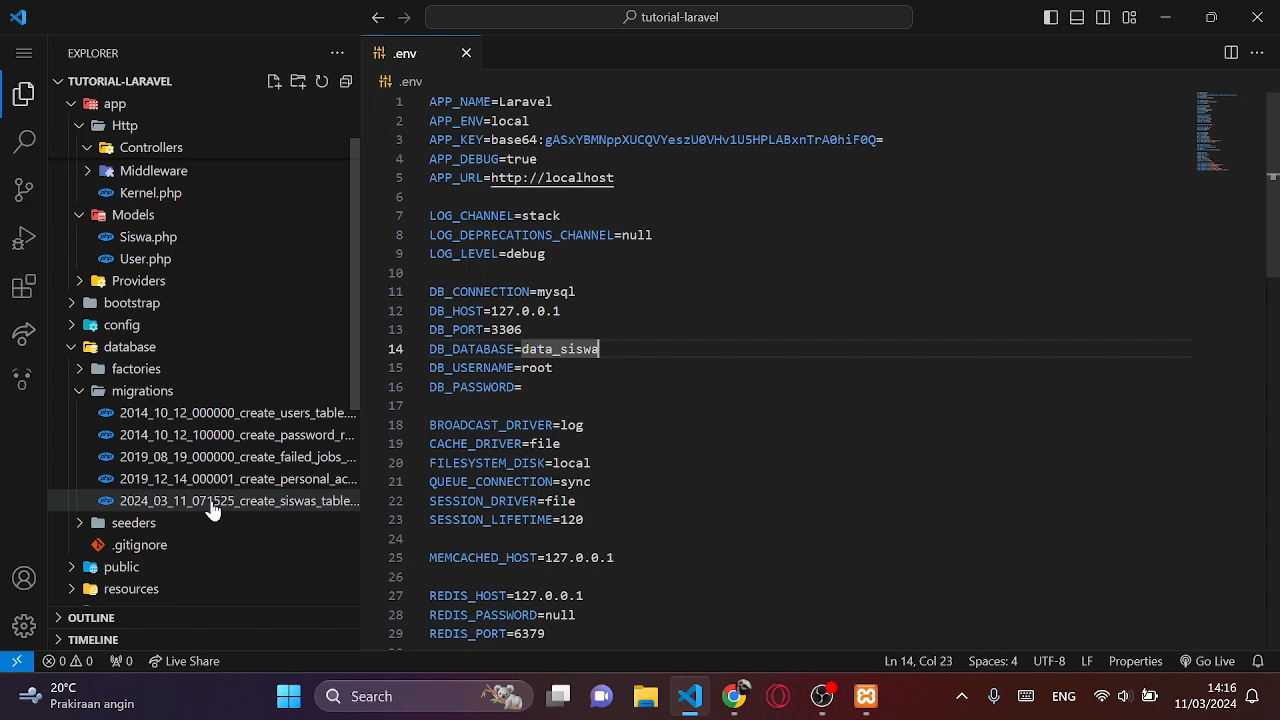 tutorial-laravel
EXPLORER
TUTORIAL-LARAVEL
app
Http
Controllers
Middleware
Kernel.php
Models
Siswa.php
User.php
Providers
bootstrap
config
database
factories
migrations
2014_10_12_000000_create_users_table....
2014_10_12_100000_create_password_r...
2019_08_19_000000_create_failed_jobs_...
2019_12_14_000001_create_personal_ac...
2024_03_11_071525_create_siswas_table...
seeders
.gitignore
public
resources
OUTLINE
TIMELINE
.env
.env
1 APP_NAME=Laravel
2 APP_ENV=local
3 APP_KEY=base64:gASxYBMNppXUCQVYeszU0VHv1U5HPLABxnTrA0hiF0Q=
4 APP_DEBUG=true
5 APP_URL=http://localhost
6
7 LOG_CHANNEL=stack
8 LOG_DEPRECATIONS_CHANNEL=null
9 LOG_LEVEL=debug
10
11 DB_CONNECTION=mysql
12 DB_HOST=127.0.0.1
13 DB_PORT=3306
14 DB_DATABASE=data_siswa
15 DB_USERNAME=root
16 DB_PASSWORD=
17
18 BROADCAST_DRIVER=log
19 CACHE_DRIVER=file
20 FILESYSTEM_DISK=local
21 QUEUE_CONNECTION=sync
22 SESSION_DRIVER=file
23 SESSION_LIFETIME=120
24
25 MEMCACHED_HOST=127.0.0.1
26
27 REDIS_HOST=127.0.0.1
28 REDIS_PASSWORD=null
29 REDIS_PORT=6379
0 0 0 Live Share Ln 14, Col 23 Spaces: 4 UTF-8 LF Properties Go Live
20°C
Prakiraan angin
Search
ENG
14:16
11/03/2024